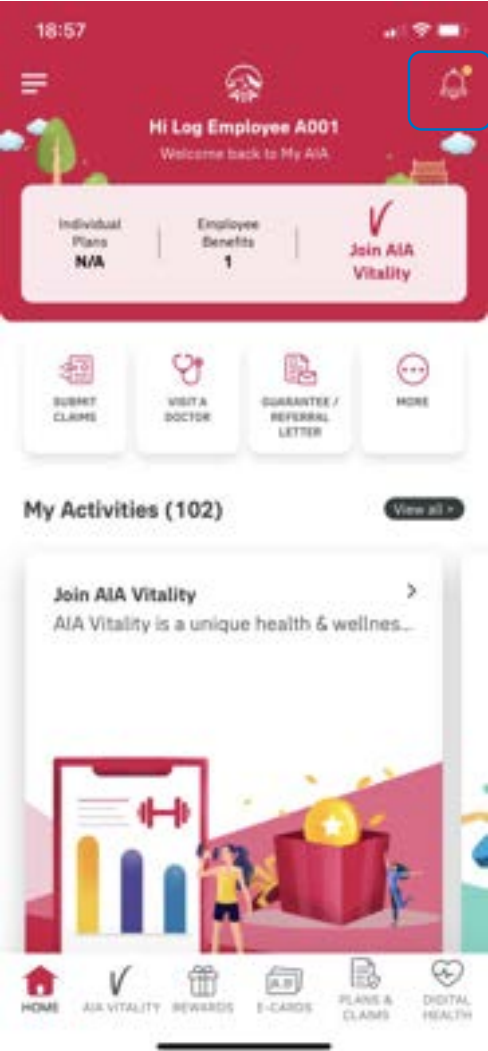 18:57
AIA
Hi Log Employee A001
Welcome back to My AIA
Individual
Plans
N/A
Employee
Benefits
1
Join AIA
Vitality
SUBMIT
CLAIMS
VISIT A
DOCTOR
GUARANTEE /
REFERRAL
LETTER
MORE
My Activities (102)
View all >
Join AIA Vitality
AIA Vitality is a unique health & wellnes...
HOME
AIA VITALITY
REWARDS
E-CARDS
PLANS &
CLAIMS
DIGITAL
HEALTH